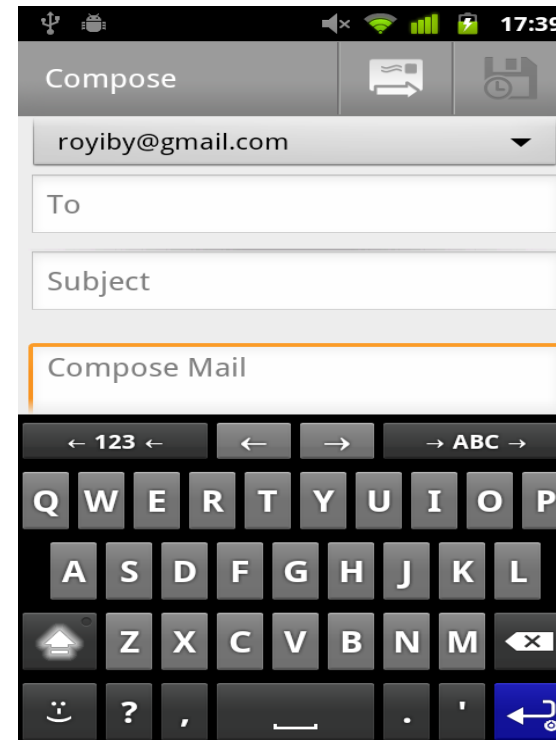 17:39
Compose
royiby@gmail.com
To
Subject
Compose Mail
← 123 ← ← → → ABC →
Q W E R T Y U I O P
A S D F G H J K L
Z X C V B N M
? , . '